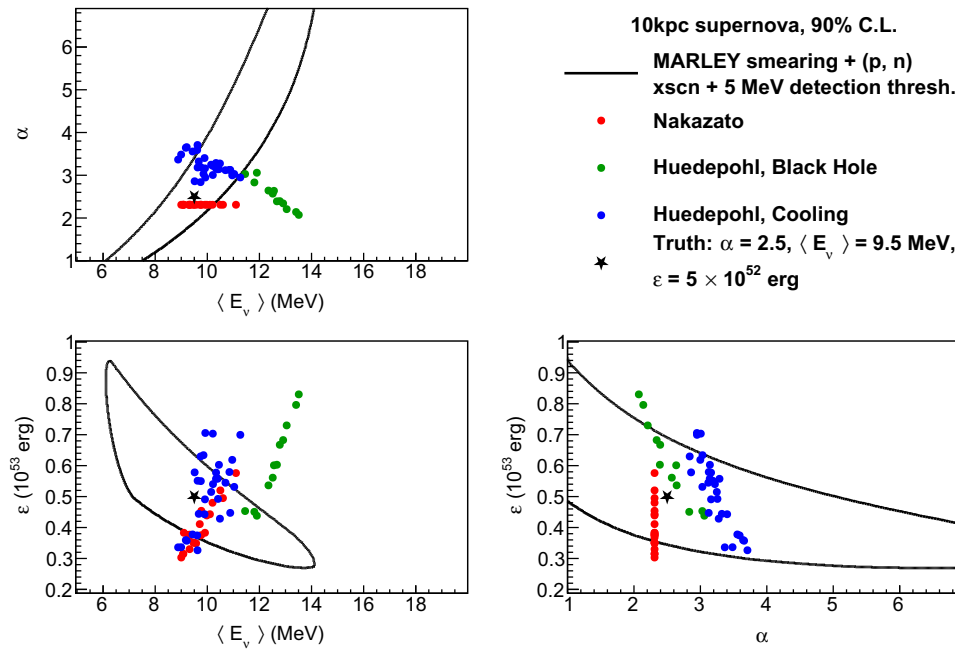 10kpc supernova, 90% C.L.
MARLEY smearing + (p, n)
xscn + 5 MeV detection thresh.
Nakazato
Huedepohl, Black Hole
Huedepohl, Cooling
Truth: α = 2.5, ⟨ E_ν ⟩ = 9.5 MeV,
ε = 5 × 10^52 erg
6
5
4
3
2
1
α
6 8 10 12 14 16 18
⟨ E_ν ⟩ (MeV)
1
0.9
0.8
0.7
0.6
0.5
0.4
0.3
0.2
ε (10^53 erg)
6 8 10 12 14 16 18
⟨ E_ν ⟩ (MeV)
1
0.9
0.8
0.7
0.6
0.5
0.4
0.3
0.2
ε (10^53 erg)
1 2 3 4 5 6
α